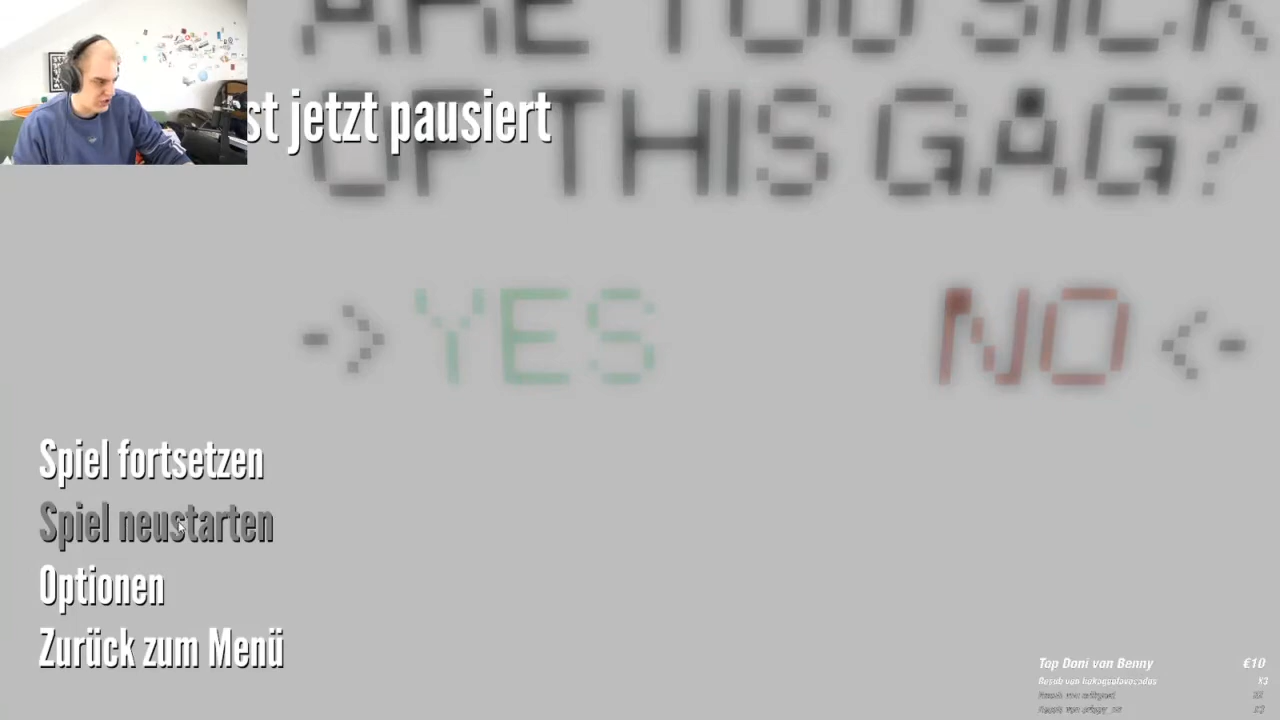 ARE YOU SICK
OF THIS GAG?
st jetzt pausiert
-> YES
NO <-
Spiel fortsetzen
Spiel neustarten
Optionen
Zurück zum Menü
Top Doni von Benny €10